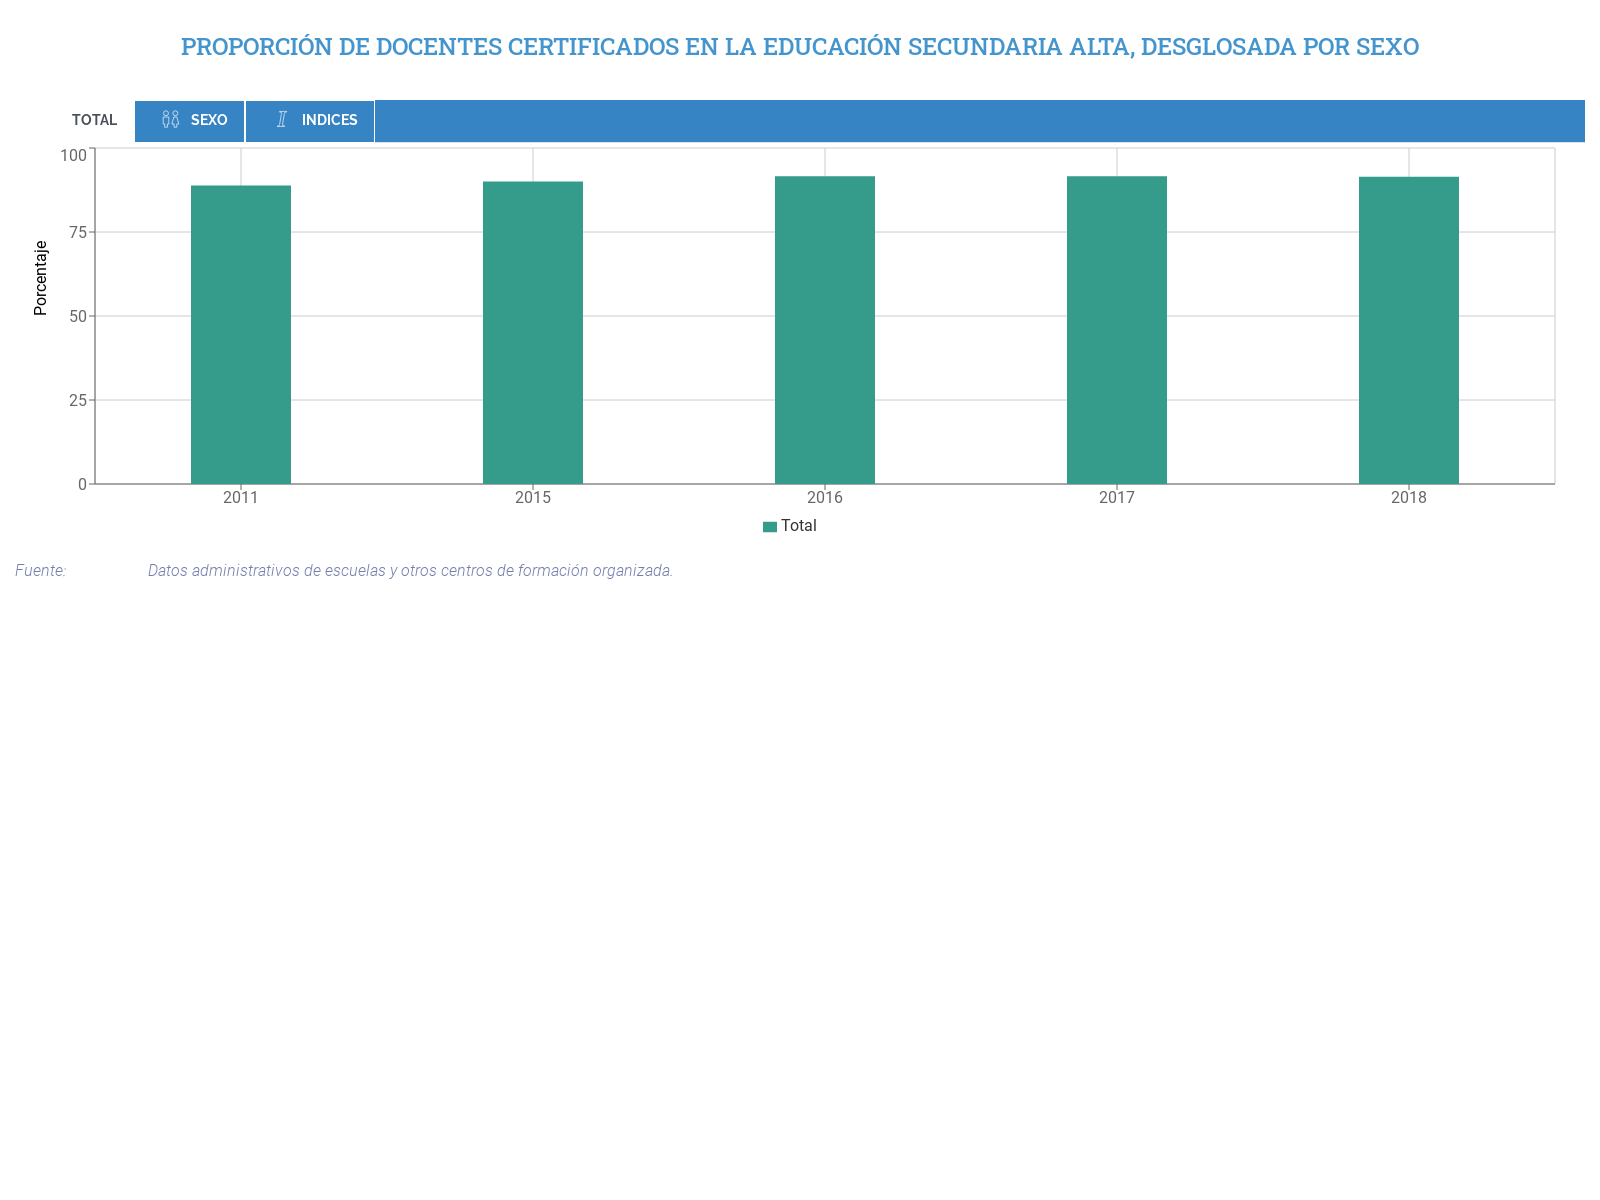 PROPORCIÓN DE DOCENTES CERTIFICADOS EN LA EDUCACIÓN SECUNDARIA ALTA, DESGLOSADA POR SEXO
TOTAL SEXO INDICES
100
75
50
25
0
Porcentaje
2011 2015 2016 2017 2018
Total
Fuente: Datos administrativos de escuelas y otros centros de formación organizada.